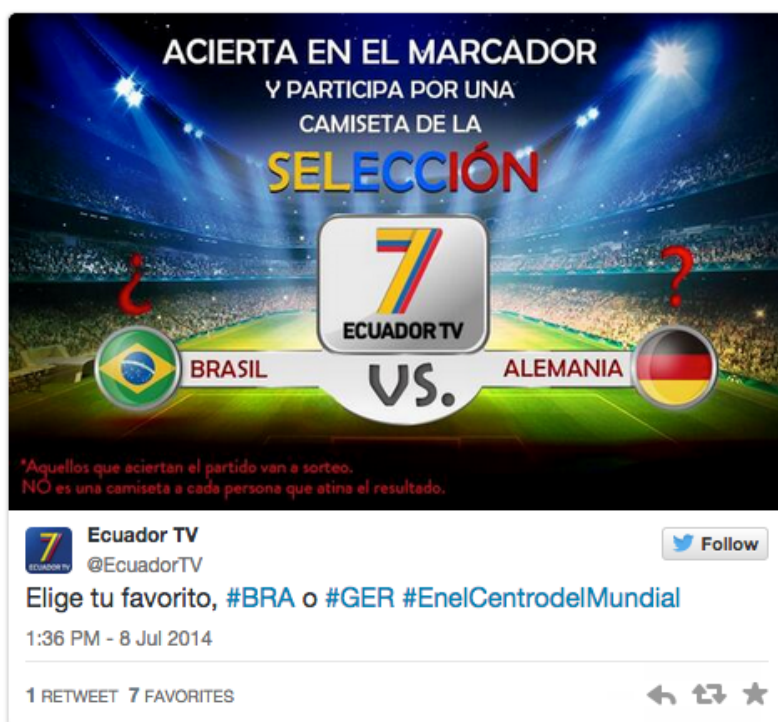 ACIERTA EN EL MARCADOR
Y PARTICIPA POR UNA
CAMISETA DE LA
SELECCIÓN
¿
?
7
ECUADOR TV
BRASIL
VS.
ALEMANIA
*Aquellos que aciertan el partido van a sorteo.
NO es una camiseta a cada persona que atina el resultado.
7
ECUADOR TV
Ecuador TV
@EcuadorTV
Follow
Elige tu favorito, #BRA o #GER #EnelCentrodelMundial
1:36 PM - 8 Jul 2014
1 RETWEET 7 FAVORITES